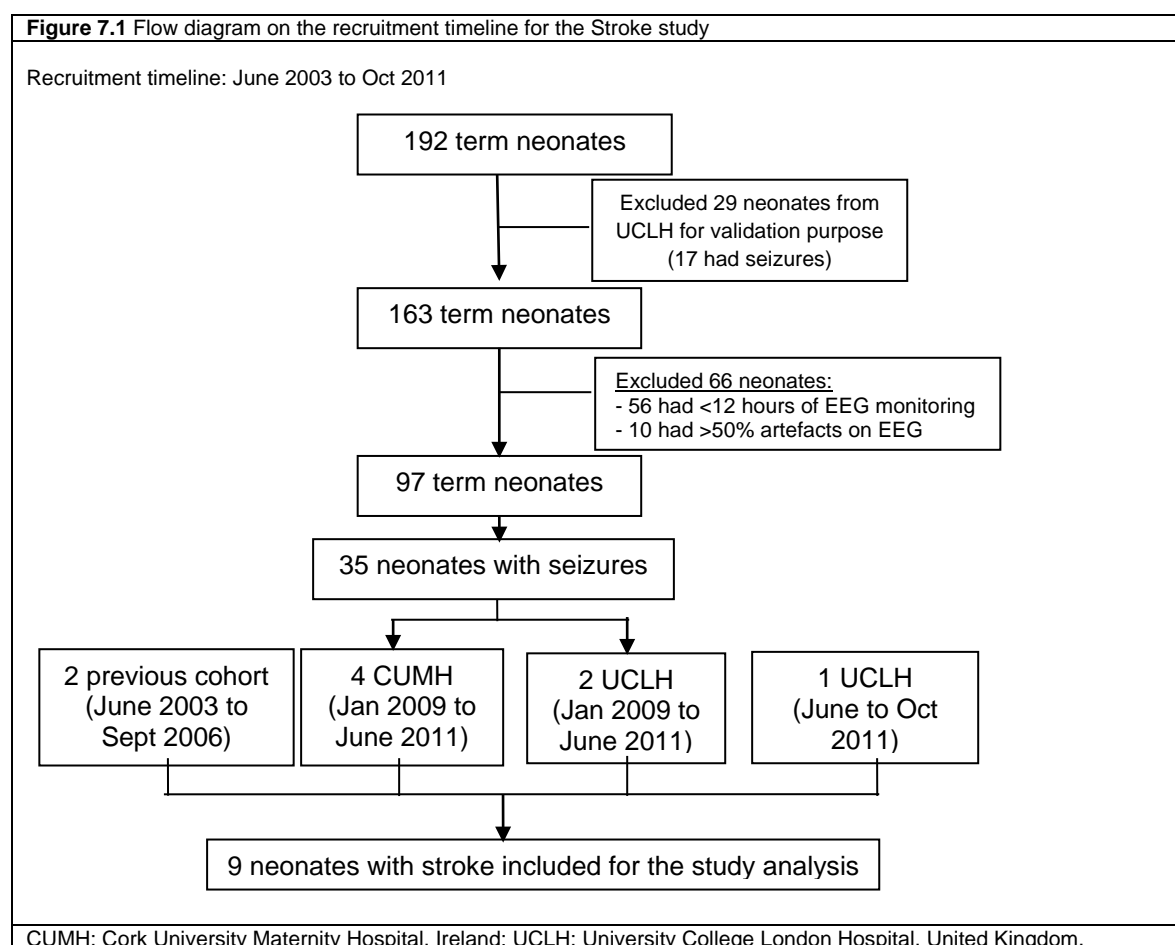 Figure 7.1 Flow diagram on the recruitment timeline for the Stroke study
Recruitment timeline: June 2003 to Oct 2011
192 term neonates
Excluded 29 neonates from
UCLH for validation purpose
(17 had seizures)
163 term neonates
Excluded 66 neonates:
- 56 had <12 hours of EEG monitoring
- 10 had >50% artefacts on EEG
97 term neonates
35 neonates with seizures
2 previous cohort
(June 2003 to
Sept 2006)
4 CUMH
(Jan 2009 to
June 2011)
2 UCLH
(Jan 2009 to
June 2011)
1 UCLH
(June to Oct
2011)
9 neonates with stroke included for the study analysis
CUMH: Cork University Maternity Hospital, Ireland; UCLH: University College London Hospital, United Kingdom.